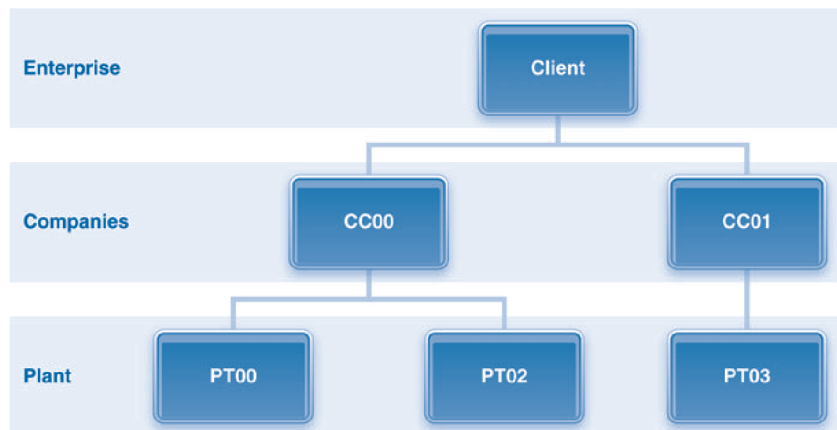 Enterprise
Client
Companies
CC00
CC01
Plant
PT00
PT02
PT03